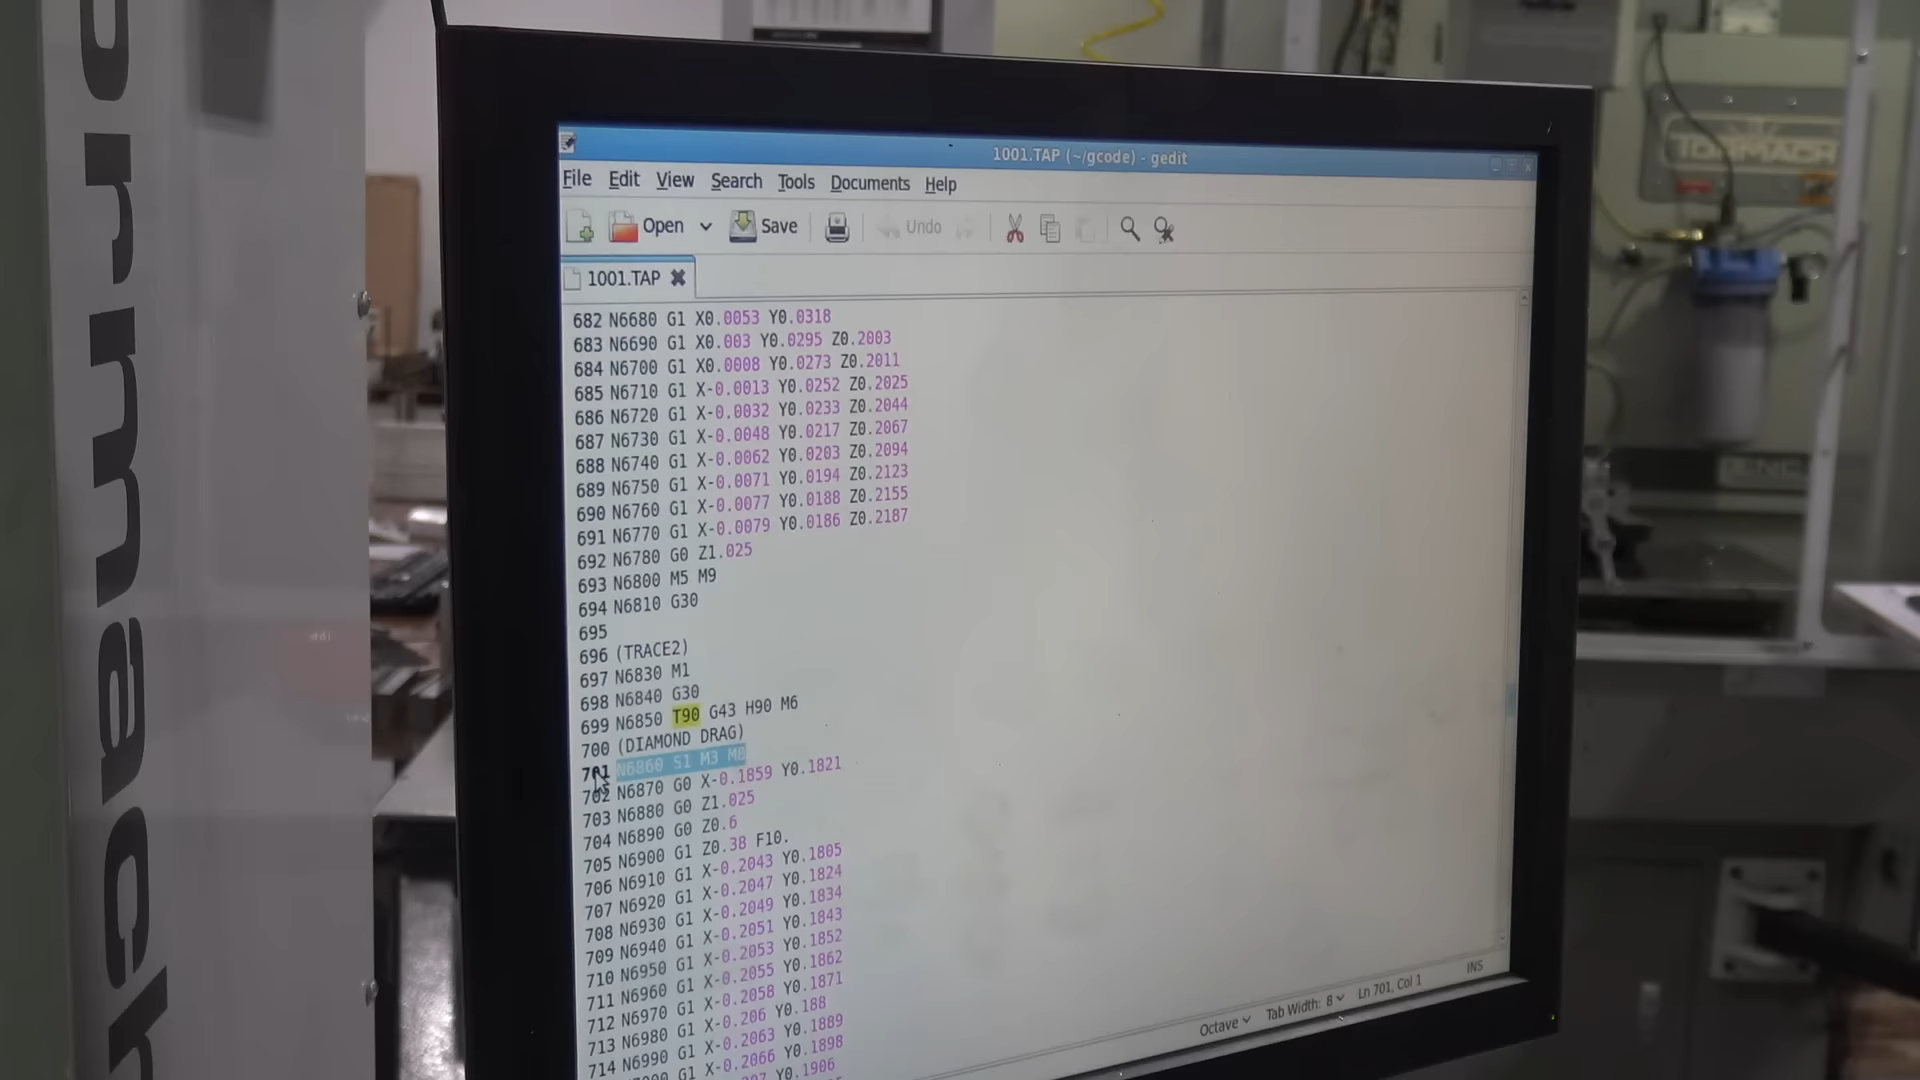 ormach
TORMACH
1001.TAP (~/gcode) - gedit
File Edit View Search Tools Documents Help
Open Save Undo
1001.TAP
682 N6680 G1 X0.0053 Y0.0318
683 N6690 G1 X0.003 Y0.0295 Z0.2003
684 N6700 G1 X0.0008 Y0.0273 Z0.2011
685 N6710 G1 X-0.0013 Y0.0252 Z0.2025
686 N6720 G1 X-0.0032 Y0.0233 Z0.2044
687 N6730 G1 X-0.0048 Y0.0217 Z0.2067
688 N6740 G1 X-0.0062 Y0.0203 Z0.2094
689 N6750 G1 X-0.0071 Y0.0194 Z0.2123
690 N6760 G1 X-0.0077 Y0.0188 Z0.2155
691 N6770 G1 X-0.0079 Y0.0186 Z0.2187
692 N6780 G0 Z1.025
693 N6800 M5 M9
694 N6810 G30
695
696 (TRACE2)
697 N6830 M1
698 N6840 G30
699 N6850 T90 G43 H90 M6
700 (DIAMOND DRAG)
701 N6860 S1 M3 M8
702 N6870 G0 X-0.1859 Y0.1821
703 N6880 G0 Z1.025
704 N6890 G0 Z0.6
705 N6900 G1 Z0.38 F10.
706 N6910 G1 X-0.2043 Y0.1805
707 N6920 G1 X-0.2047 Y0.1824
708 N6930 G1 X-0.2049 Y0.1834
709 N6940 G1 X-0.2051 Y0.1843
710 N6950 G1 X-0.2053 Y0.1852
711 N6960 G1 X-0.2055 Y0.1862
712 N6970 G1 X-0.2058 Y0.1871
713 N6980 G1 X-0.206 Y0.188
714 N6990 G1 X-0.2063 Y0.1889
G1 X-0.2066 Y0.1898
Y0.1906
Octave Tab Width: 8 Ln 701, Col 1 INS